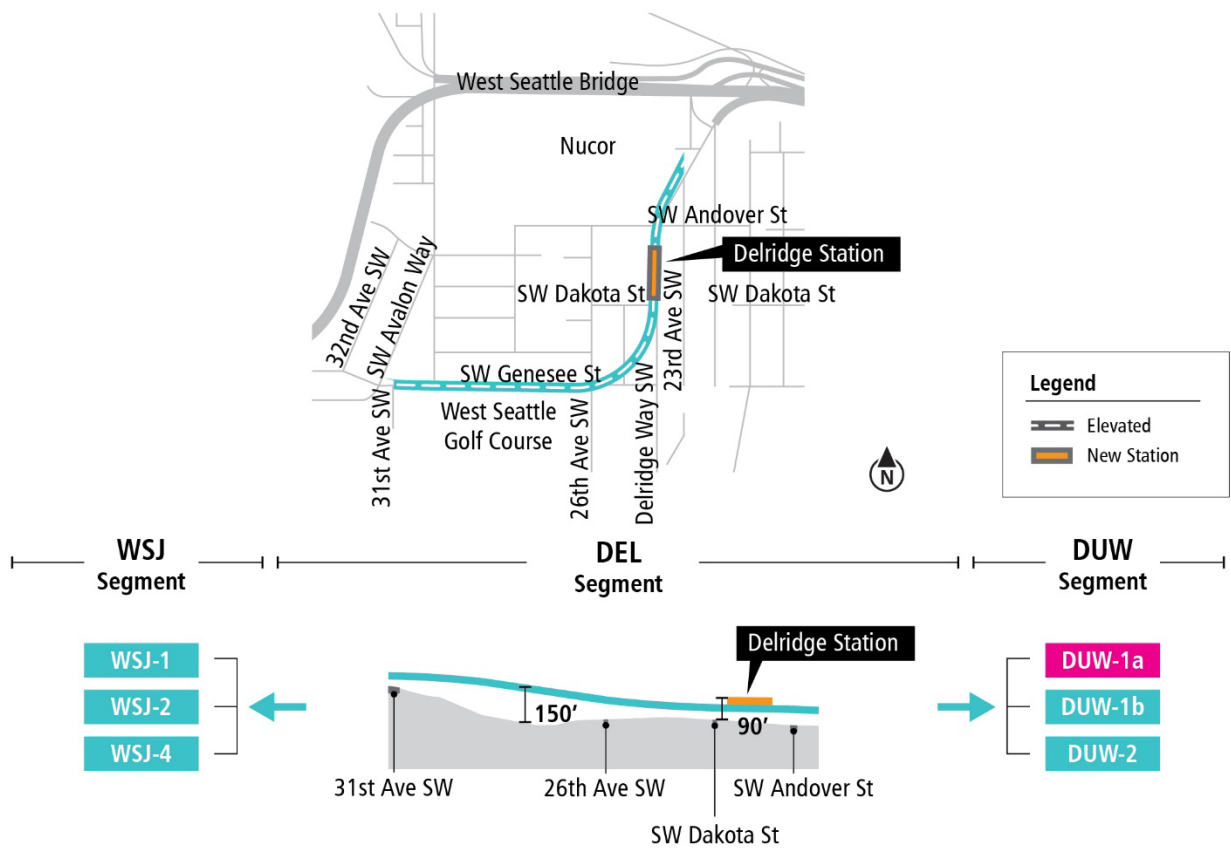 West Seattle Bridge
Nucor
SW Andover St
Delridge Station
32nd Ave SW
SW Avalon Way
SW Dakota St
23rd Ave SW
SW Dakota St
SW Genesee St
31st Ave SW
West Seattle
Golf Course
26th Ave SW
Delridge Way SW
N
Legend
Elevated
New Station
WSJ
Segment
DEL
Segment
DUW
Segment
WSJ-1
WSJ-2
WSJ-4
Delridge Station
150’
90’
31st Ave SW
26th Ave SW
SW Andover St
SW Dakota St
DUW-1a
DUW-1b
DUW-2